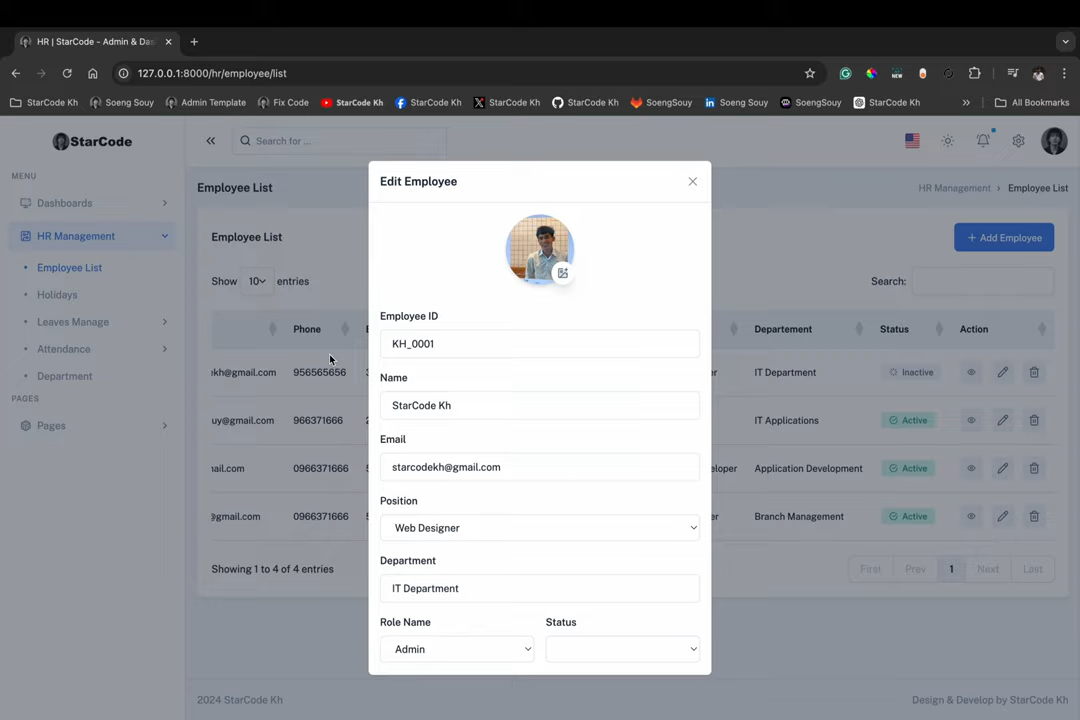 HR | StarCode - Admin & Das
127.0.0.1:8000/hr/employee/list
StarCode Kh
Soeng Souy
Admin Template
Fix Code
StarCode Kh
StarCode Kh
StarCode Kh
StarCode Kh
SoengSouy
Soeng Souy
SoengSouy
StarCode Kh
All Bookmarks
StarCode
Search for ...
MENU
Dashboards
HR Management
Employee List
Holidays
Leaves Manage
Attendance
Department
PAGES
Pages
Employee List
HR Management
Employee List
Employee List
+ Add Employee
Show 10 entries
Search:
Phone
Departement
Status
Action
kh@gmail.com 956565656
IT Department
Inactive
uy@gmail.com 966371666
IT Applications
Active
ail.com 0966371666
loper
Application Development
Active
@gmail.com 0966371666
Branch Management
Active
Showing 1 to 4 of 4 entries
First Prev 1 Next Last
Edit Employee
Employee ID
KH_0001
Name
StarCode Kh
Email
starcodekh@gmail.com
Position
Web Designer
Department
IT Department
Role Name
Status
Admin
2024 StarCode Kh
Design & Develop by StarCode Kh